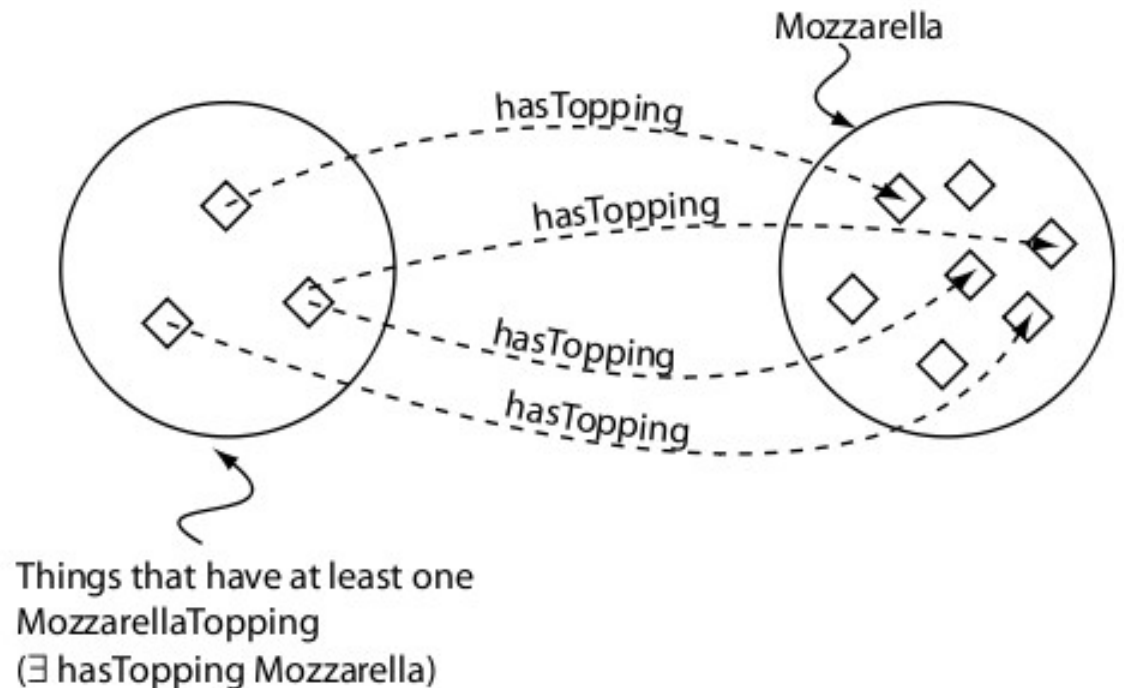 Mozzarella
hasTopping
hasTopping
hasTopping
hasTopping
Things that have at least one
MozzarellaTopping
(∃ hasTopping Mozzarella)